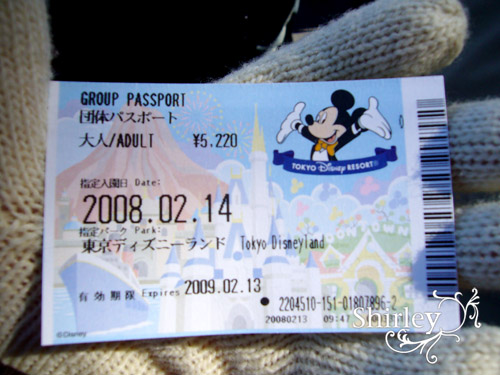 GROUP PASSPORT
団体パスポート
大人/ADULT ¥5,220
TOKYO Disney RESORT®
指定入園日 Date:
2008.02.14
指定パーク Park:
東京ディズニーランド Tokyo Disneyland
TOONTOWN
有効期限 Expires 2009.02.13
2204510-151-01807896-2
20080213 09:47
©Disney
Shirley